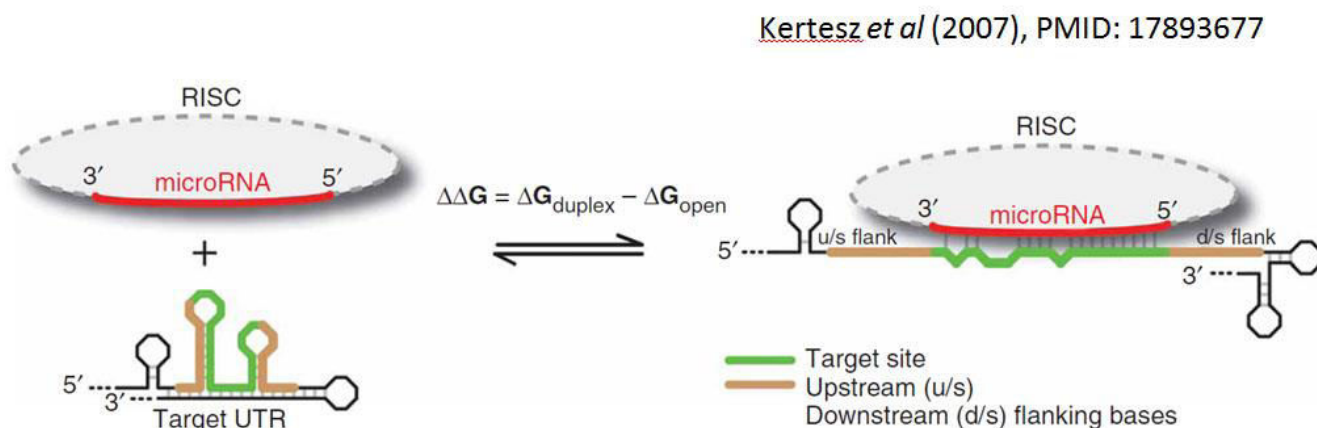 Kertesz et al (2007), PMID: 17893677
RISC
3′ microRNA 5′
+
5′
3′
Target UTR
ΔΔG = ΔGduplex − ΔGopen
RISC
3′ microRNA 5′
5′ u/s flank d/s flank
3′
Target site
Upstream (u/s)
Downstream (d/s) flanking bases